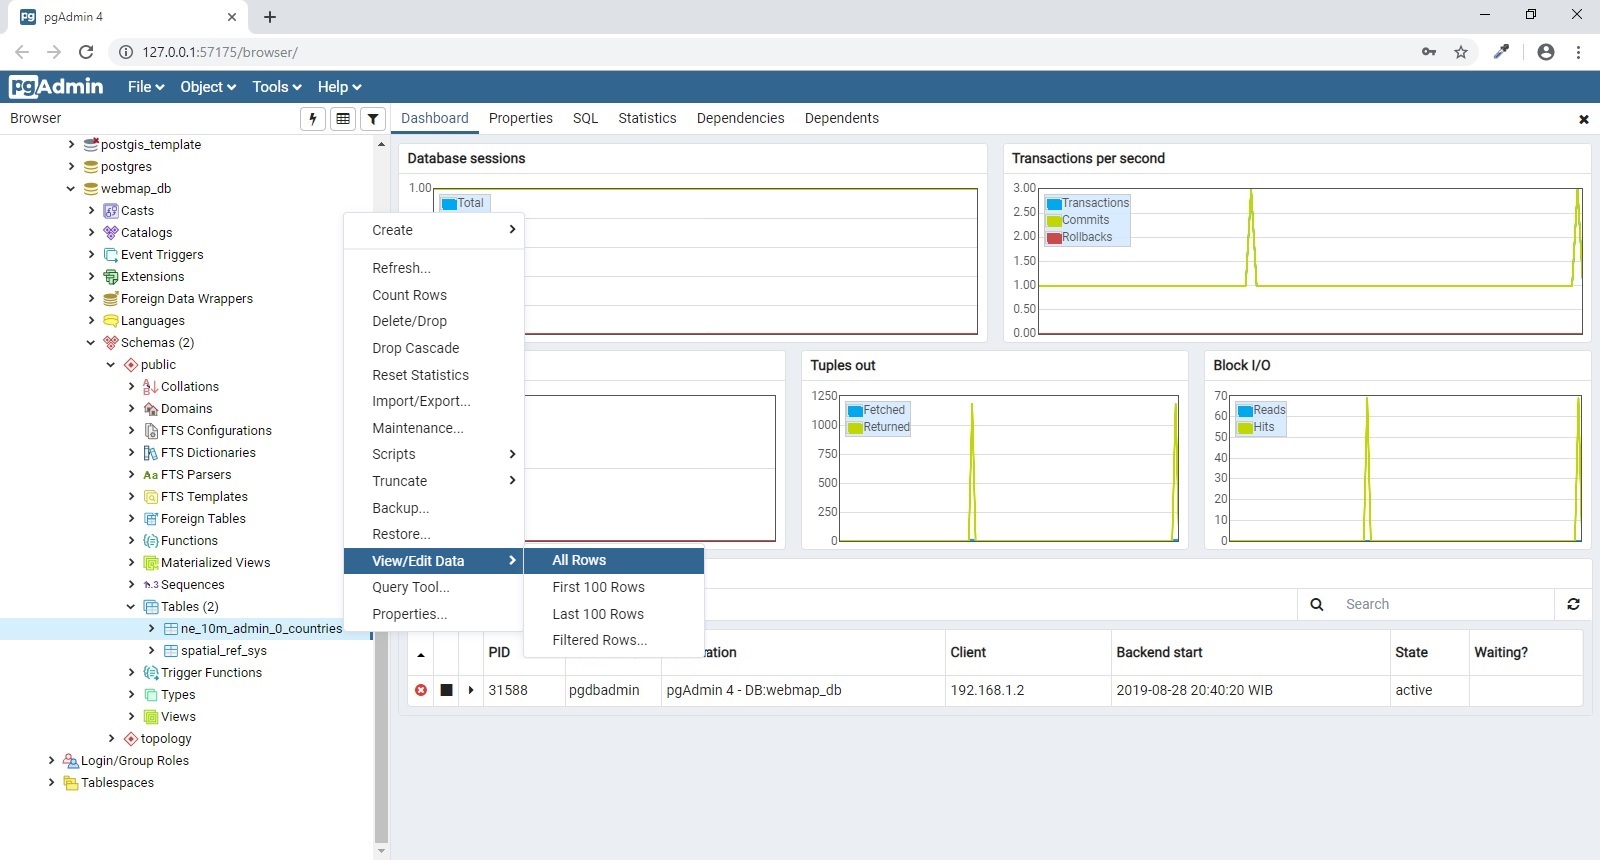 pgAdmin 4
127.0.0.1:57175/browser/
pgAdmin File Object Tools Help
Browser
Dashboard Properties SQL Statistics Dependencies Dependents
postgis_template
postgres
webmap_db
Casts
Catalogs
Event Triggers
Extensions
Foreign Data Wrappers
Languages
Schemas (2)
public
Collations
Domains
FTS Configurations
FTS Dictionaries
FTS Parsers
FTS Templates
Foreign Tables
Functions
Materialized Views
Sequences
Tables (2)
ne_10m_admin_0_countries
spatial_ref_sys
Trigger Functions
Types
Views
topology
Login/Group Roles
Tablespaces
Create
Refresh...
Count Rows
Delete/Drop
Drop Cascade
Reset Statistics
Import/Export...
Maintenance...
Scripts
Truncate
Backup...
Restore...
View/Edit Data
Query Tool...
Properties...
All Rows
First 100 Rows
Last 100 Rows
Filtered Rows...
Database sessions
1.00
Total
Transactions per second
3.00
2.50
2.00
1.50
1.00
0.50
0.00
Transactions
Commits
Rollbacks
Tuples out
1250
1000
750
500
250
0
Fetched
Returned
Block I/O
70
60
50
40
30
20
10
0
Reads
Hits
Search
PID ation Client Backend start State Waiting?
31588 pgdbadmin pgAdmin 4 - DB:webmap_db 192.168.1.2 2019-08-28 20:40:20 WIB active